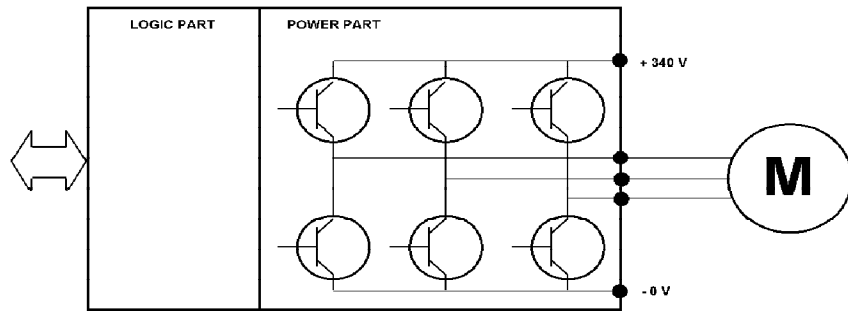 LOGIC PART
POWER PART
+ 340 V
M
- 0 V